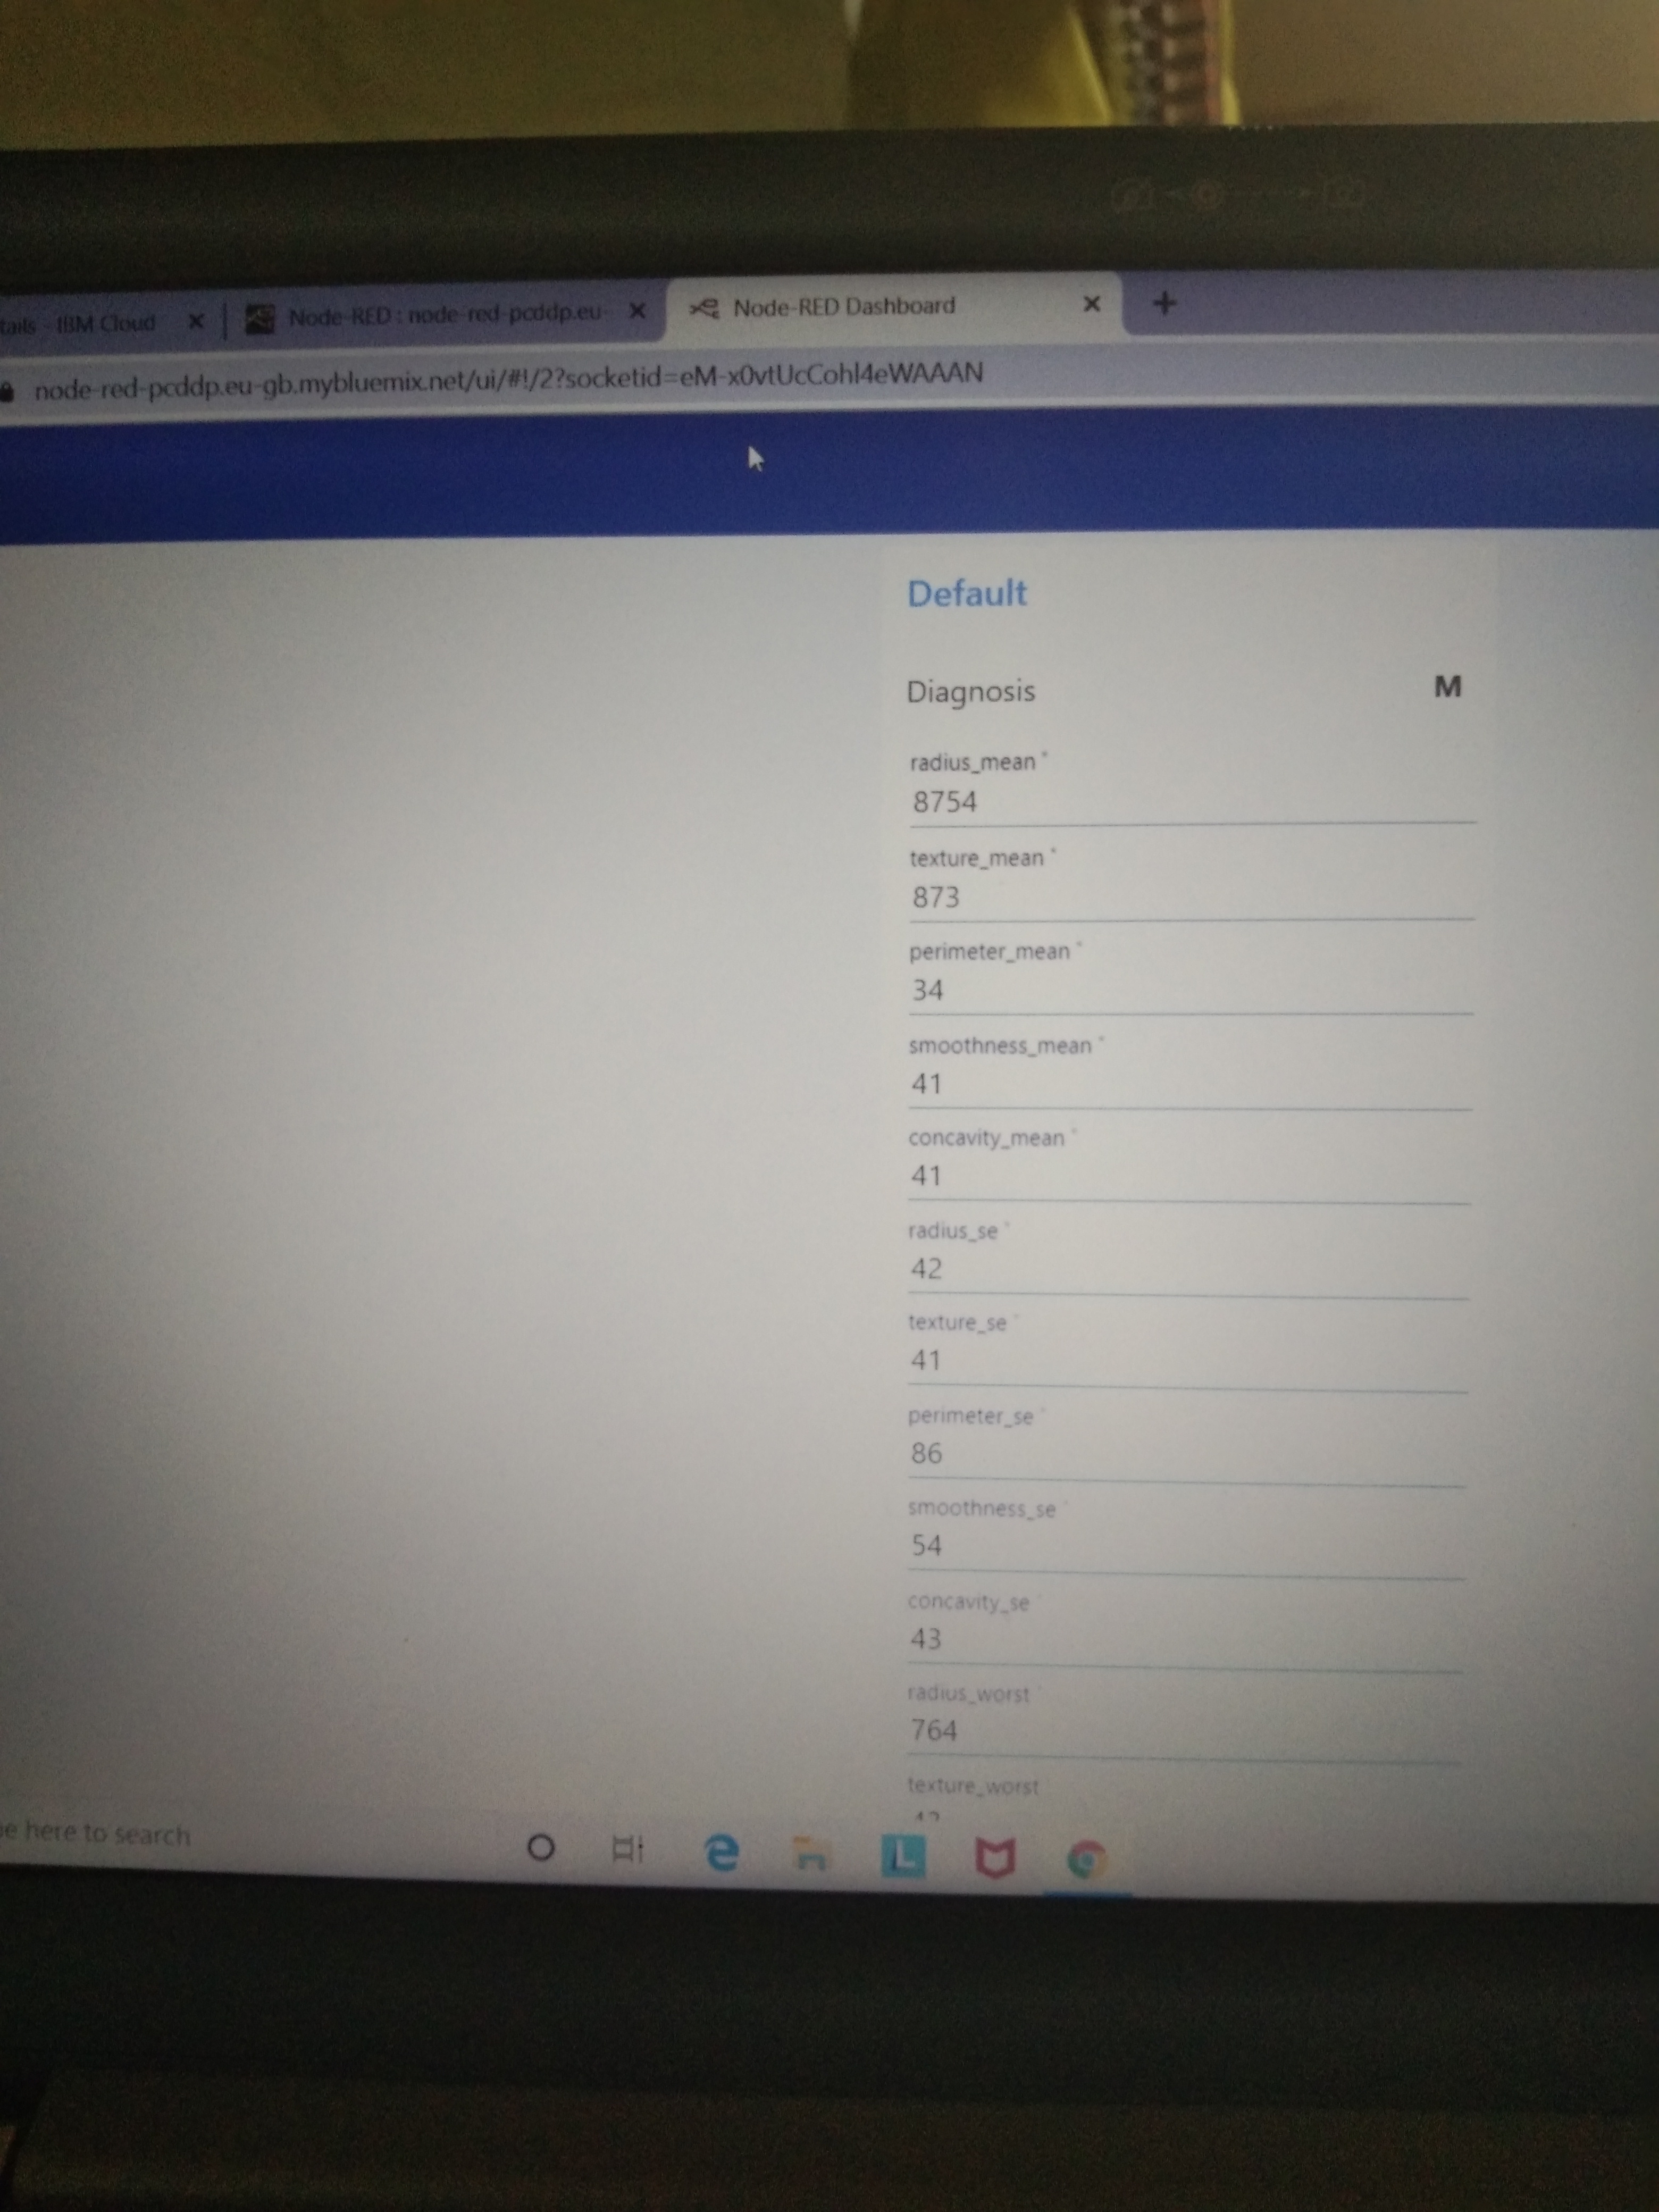 tails - IBM Cloud
Node-RED : node-red-pcddp.eu-
Node-RED Dashboard
node-red-pcddp.eu-gb.mybluemix.net/ui/#!/2?socketid=eM-x0vtUcCohl4eWAAAN
Default
Diagnosis M
radius_mean *
8754
texture_mean *
873
perimeter_mean *
34
smoothness_mean *
41
concavity_mean *
41
radius_se *
42
texture_se *
41
perimeter_se *
86
smoothness_se *
54
concavity_se *
43
radius_worst *
764
texture_worst
e here to search
L